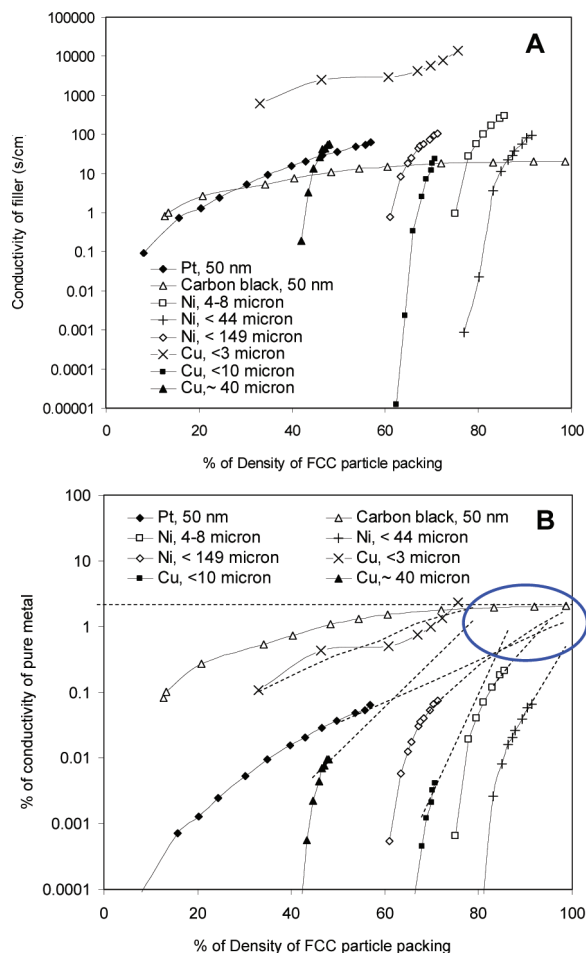 A
100000
10000
1000
100
10
1
0.1
0.01
0.001
0.0001
0.00001
Conductivity of filler (s/cm)
Pt, 50 nm
Carbon black, 50 nm
Ni, 4-8 micron
Ni, < 44 micron
Ni, < 149 micron
Cu, <3 micron
Cu, <10 micron
Cu,~ 40 micron
0 20 40 60 80 100
% of Density of FCC particle packing
B
100
10
1
0.1
0.01
0.001
0.0001
% of conductivity of pure metal
Pt, 50 nm Carbon black, 50 nm
Ni, 4-8 micron Ni, < 44 micron
Ni, < 149 micron Cu, <3 micron
Cu, <10 micron Cu,~ 40 micron
0 20 40 60 80 100
% of Density of FCC particle packing